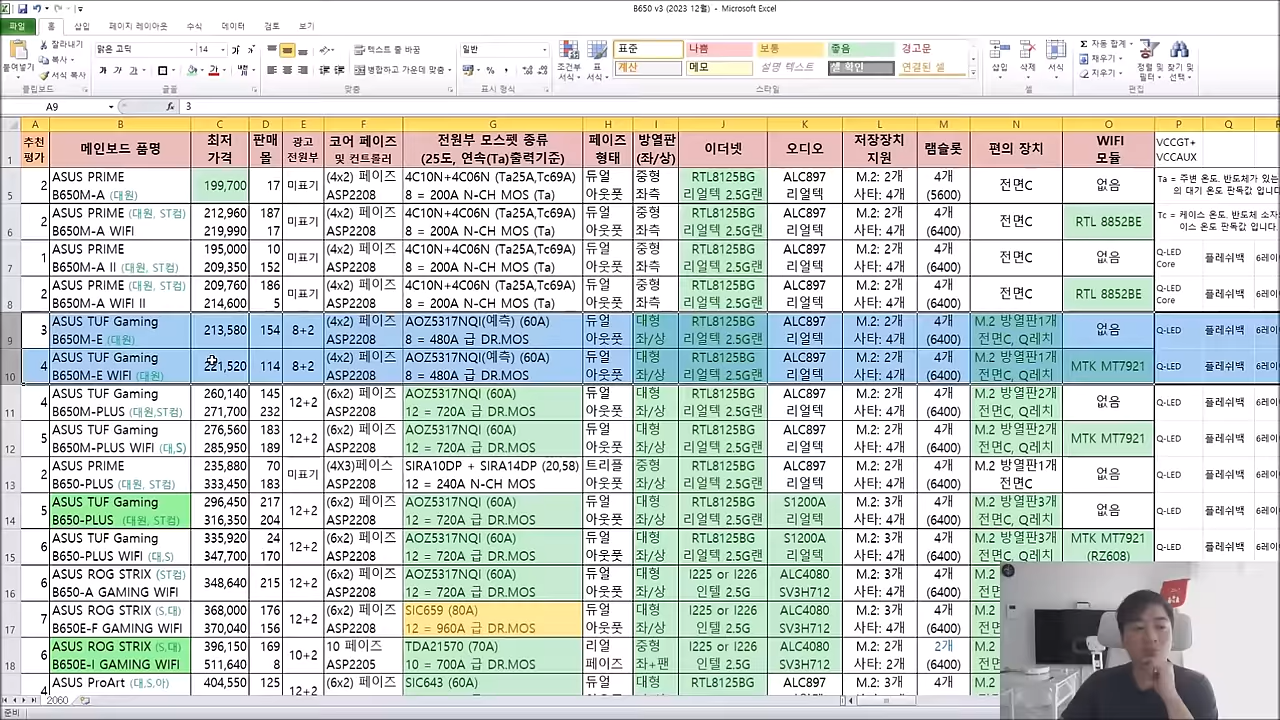 B650 v3 (2023 12월) - Microsoft Excel
파일 홈 삽입 페이지 레이아웃 수식 데이터 검토 보기
잘라내기
복사
서식 복사
붙여넣기
클립보드
맑은 고딕 14
글꼴
텍스트 줄 바꿈
병합하고 가운데 맞춤
맞춤
일반
표시 형식
조건부 서식
표 서식
표준 나쁨 보통 좋음 경고문
계산 메모 설명 텍스트 셀 확인 연결된 셀
스타일
삽입 삭제 서식
셀
자동 합계
채우기
지우기
정렬 및 필터
찾기 및 선택
편집
A9 fx 3
A B C D E F G H I J K L M N O P Q R
1 추천 평가 메인보드 품명 최저 가격 판매 몰 광고 전원부 코어 페이즈 및 컨트롤러 전원부 모스펫 종류 (25도, 연속(Ta)출력기준) 페이즈 형태 방열판 (좌/상) 이더넷 오디오 저장장치 지원 램슬롯 편의 장치 WIFI 모듈 VCCGT+ VCCAUX
5 2 ASUS PRIME B650M-A (대원) 199,700 17 미표기 (4x2) 페이즈 ASP2208 4C10N+4C06N (Ta25A,Tc69A) 8 = 200A N-CH MOS (Ta) 듀얼 아웃풋 중형 좌측 RTL8125BG 리얼텍 2.5G랜 ALC897 리얼텍 M.2: 2개 사타: 4개 4개 (5600) 전면C 없음
6 2 ASUS PRIME (대원, ST컴) B650M-A WIFI 212,960 219,990 187 17 미표기 (4x2) 페이즈 ASP2208 4C10N+4C06N (Ta25A,Tc69A) 8 = 200A N-CH MOS (Ta) 듀얼 아웃풋 중형 좌측 RTL8125BG 리얼텍 2.5G랜 ALC897 리얼텍 M.2: 2개 사타: 4개 4개 (6400) 전면C RTL 8852BE
7 1 ASUS PRIME B650M-A II (대원, ST컴) 195,000 209,350 10 152 미표기 (4x2) 페이즈 ASP2208 4C10N+4C06N (Ta25A,Tc69A) 8 = 200A N-CH MOS (Ta) 듀얼 아웃풋 중형 좌측 RTL8125BG 리얼텍 2.5G랜 ALC897 리얼텍 M.2: 2개 사타: 4개 4개 (6400) 전면C 없음 Q-LED Core 플레쉬백
8 2 ASUS PRIME (대원, ST컴) B650M-A WIFI II 209,760 214,600 186 5 미표기 (4x2) 페이즈 ASP2208 4C10N+4C06N (Ta25A,Tc69A) 8 = 200A N-CH MOS (Ta) 듀얼 아웃풋 중형 좌측 RTL8125BG 리얼텍 2.5G랜 ALC897 리얼텍 M.2: 2개 사타: 4개 4개 (6400) 전면C RTL 8852BE Q-LED Core 플레쉬백
9 3 ASUS TUF Gaming B650M-E (대원) 213,580 154 8+2 (4x2) 페이즈 ASP2208 AOZ5317NQI(예측) (60A) 8 = 480A 급 DR.MOS 듀얼 아웃풋 대형 좌/상 RTL8125BG 리얼텍 2.5G랜 ALC897 리얼텍 M.2: 2개 사타: 4개 4개 (6400) M.2 방열판1개 전면C, Q레치 없음 Q-LED 플레쉬백
10 4 ASUS TUF Gaming B650M-E WIFI (대원) 221,520 114 8+2 (4x2) 페이즈 ASP2208 AOZ5317NQI(예측) (60A) 8 = 480A 급 DR.MOS 듀얼 아웃풋 대형 좌/상 RTL8125BG 리얼텍 2.5G랜 ALC897 리얼텍 M.2: 2개 사타: 4개 4개 (6400) M.2 방열판1개 전면C, Q레치 MTK MT7921 Q-LED 플레쉬백
11 4 ASUS TUF Gaming B650M-PLUS (대원,ST컴) 260,140 271,700 145 232 12+2 (6x2) 페이즈 ASP2208 AOZ5317NQI (60A) 12 = 720A 급 DR.MOS 듀얼 아웃풋 대형 좌/상 RTL8125BG 리얼텍 2.5G랜 ALC897 리얼텍 M.2: 2개 사타: 4개 4개 (6400) M.2 방열판2개 전면C, Q레치 없음 Q-LED 플레쉬백
12 5 ASUS TUF Gaming B650M-PLUS WIFI (대,S) 276,560 285,950 183 189 12+2 (6x2) 페이즈 ASP2208 AOZ5317NQI (60A) 12 = 720A 급 DR.MOS 듀얼 아웃풋 대형 좌/상 RTL8125BG 리얼텍 2.5G랜 ALC897 리얼텍 M.2: 2개 사타: 4개 4개 (6400) M.2 방열판2개 전면C, Q레치 MTK MT7921 Q-LED 플레쉬백
13 2 ASUS PRIME B650-PLUS (대원, ST컴) 235,880 333,450 70 183 미표기 (4X3)페이스 ASP2208 SIRA10DP + SIRA14DP (20,58) 12 = 240A N-CH MOS 트리플 아웃풋 중형 좌/상 RTL8125BG 리얼텍 2.5G랜 ALC897 리얼텍 M.2: 2개 사타: 4개 4개 (6400) M.2 방열판1개 전면C 없음 Q-LED 플레쉬백
14 5 ASUS TUF Gaming B650-PLUS (대원, ST컴) 296,450 316,350 217 204 12+2 (6x2) 페이즈 ASP2208 AOZ5317NQI (60A) 12 = 720A 급 DR.MOS 듀얼 아웃풋 대형 좌/상 RTL8125BG 리얼텍 2.5G랜 S1200A 리얼텍 M.2: 3개 사타: 4개 4개 (6400) M.2 방열판3개 전면C, Q레치 없음 Q-LED 플레쉬백
15 6 ASUS TUF Gaming B650-PLUS WIFI (대,S) 335,920 347,700 24 170 12+2 (6x2) 페이즈 ASP2208 AOZ5317NQI (60A) 12 = 720A 급 DR.MOS 듀얼 아웃풋 대형 좌/상 RTL8125BG 리얼텍 2.5G랜 S1200A 리얼텍 M.2: 3개 사타: 4개 4개 (6400) M.2 방열판3개 전면C, Q레치 MTK MT7921 (RZ608) Q-LED 플레쉬백
16 6 ASUS ROG STRIX (ST컴) B650-A GAMING WIFI 348,640 215 12+2 (6x2) 페이즈 ASP2208 AOZ5317NQI (60A) 12 = 720A 급 DR.MOS 듀얼 아웃풋 대형 좌/상 I225 or I226 인텔 2.5G ALC4080 SV3H712 M.2: 3개 사타: 4개 4개 (6400)
17 7 ASUS ROG STRIX (S.대) B650E-F GAMING WIFI 368,000 370,040 176 156 12+2 (6x2) 페이즈 ASP2208 SIC659 (80A) 12 = 960A 급 DR.MOS 듀얼 아웃풋 대형 좌/상 I225 or I226 인텔 2.5G ALC4080 SV3H712 M.2: 3개 사타: 4개 4개 (6400)
18 6 ASUS ROG STRIX (S.대) B650E-I GAMING WIFI 396,150 511,640 169 8 10+2 10 페이즈 ASP2205 TDA21570 (70A) 10 = 700A 급 DR.MOS 리얼 페이즈 중형 좌+팬 I225 or I226 인텔 2.5G ALC4080 SV3H712 M.2: 2개 사타: 2개 2개 (6400)
4 ASUS ProArt (대,S,아) 404,550 125 12+2 (6x2) 페이즈 SIC643 (60A) 듀얼 대형 M.2: 3개 4개
2060
준비